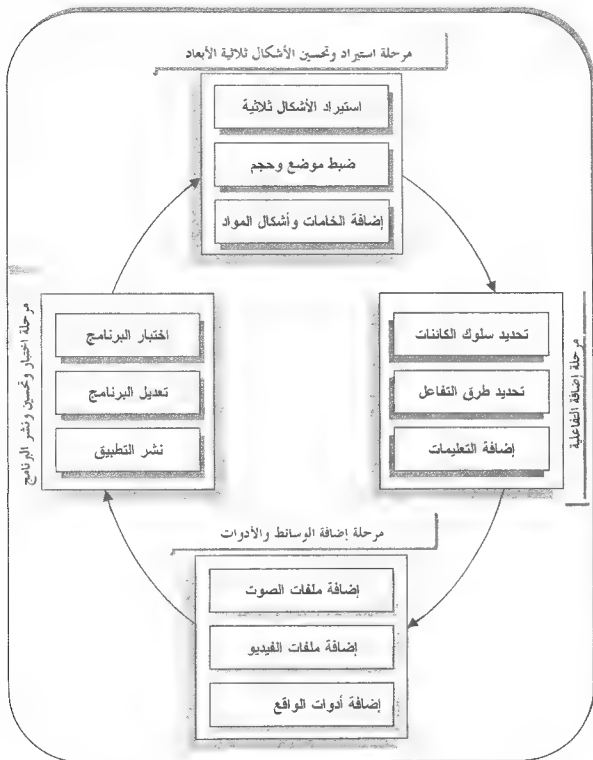 مرحلة استيراد وتحسين الأشكال ثلاثية الأبعاد
استيراد الأشكال ثلاثية
ضبط موضع وحجم
إضافة الخامات وأشكال المواد
مرحلة إضافة التفاعلية
تحديد سلوك الكائنات
تحديد طرق التفاعل
إضافة التعليمات
مرحلة إضافة الوسائط والأدوات
إضافة ملفات الصوت
إضافة ملفات الفيديو
إضافة أدوات الواقع
مرحلة اختبار وتحسين ونشر البرنامج
اختبار البرنامج
تعديل البرنامج
نشر التطبيق